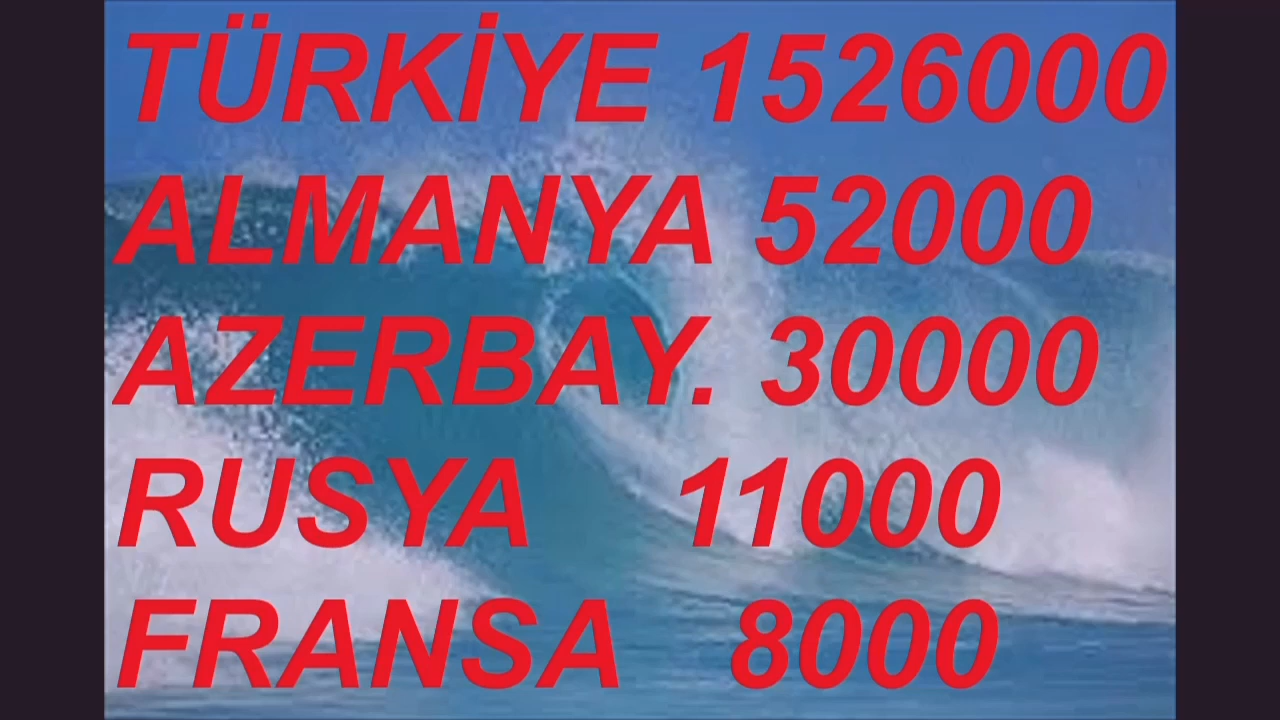 TÜRKİYE 1526000
ALMANYA 52000
AZERBAY. 30000
RUSYA 11000
FRANSA 8000